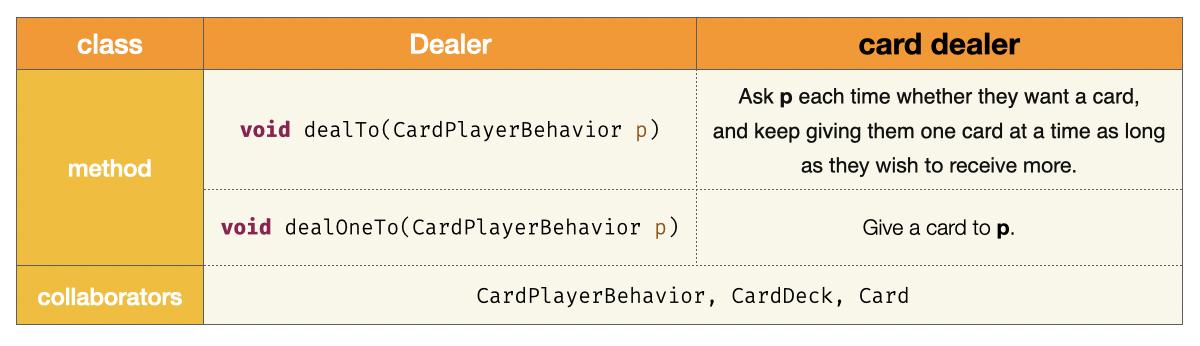 class
Dealer
card dealer
method
void dealTo(CardPlayerBehavior p)
Ask p each time whether they want a card,
and keep giving them one card at a time as long
as they wish to receive more.
void dealOneTo(CardPlayerBehavior p)
Give a card to p.
collaborators
CardPlayerBehavior, CardDeck, Card